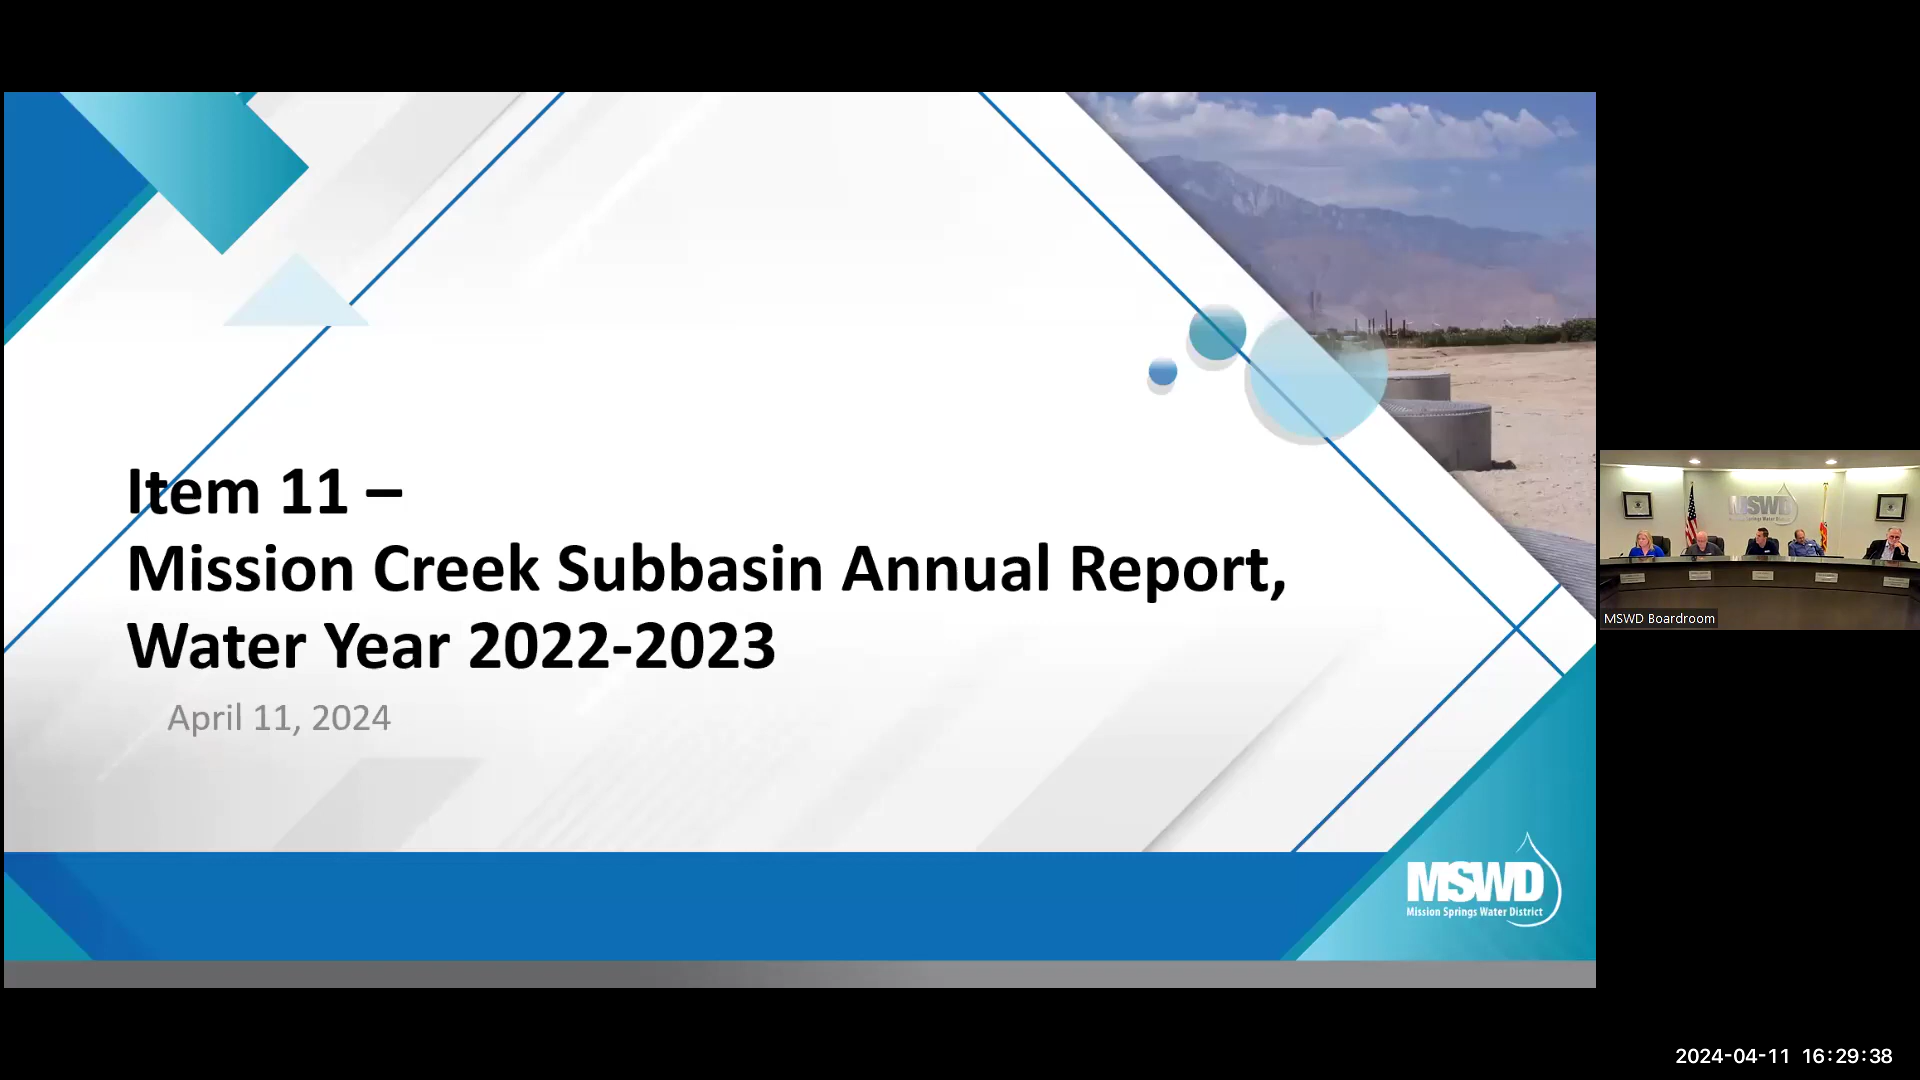 Item 11 –
Mission Creek Subbasin Annual Report,
Water Year 2022-2023
April 11, 2024
MSWD
Mission Springs Water District
MSWD
MSWD Boardroom
2024-04-11 16:29:38